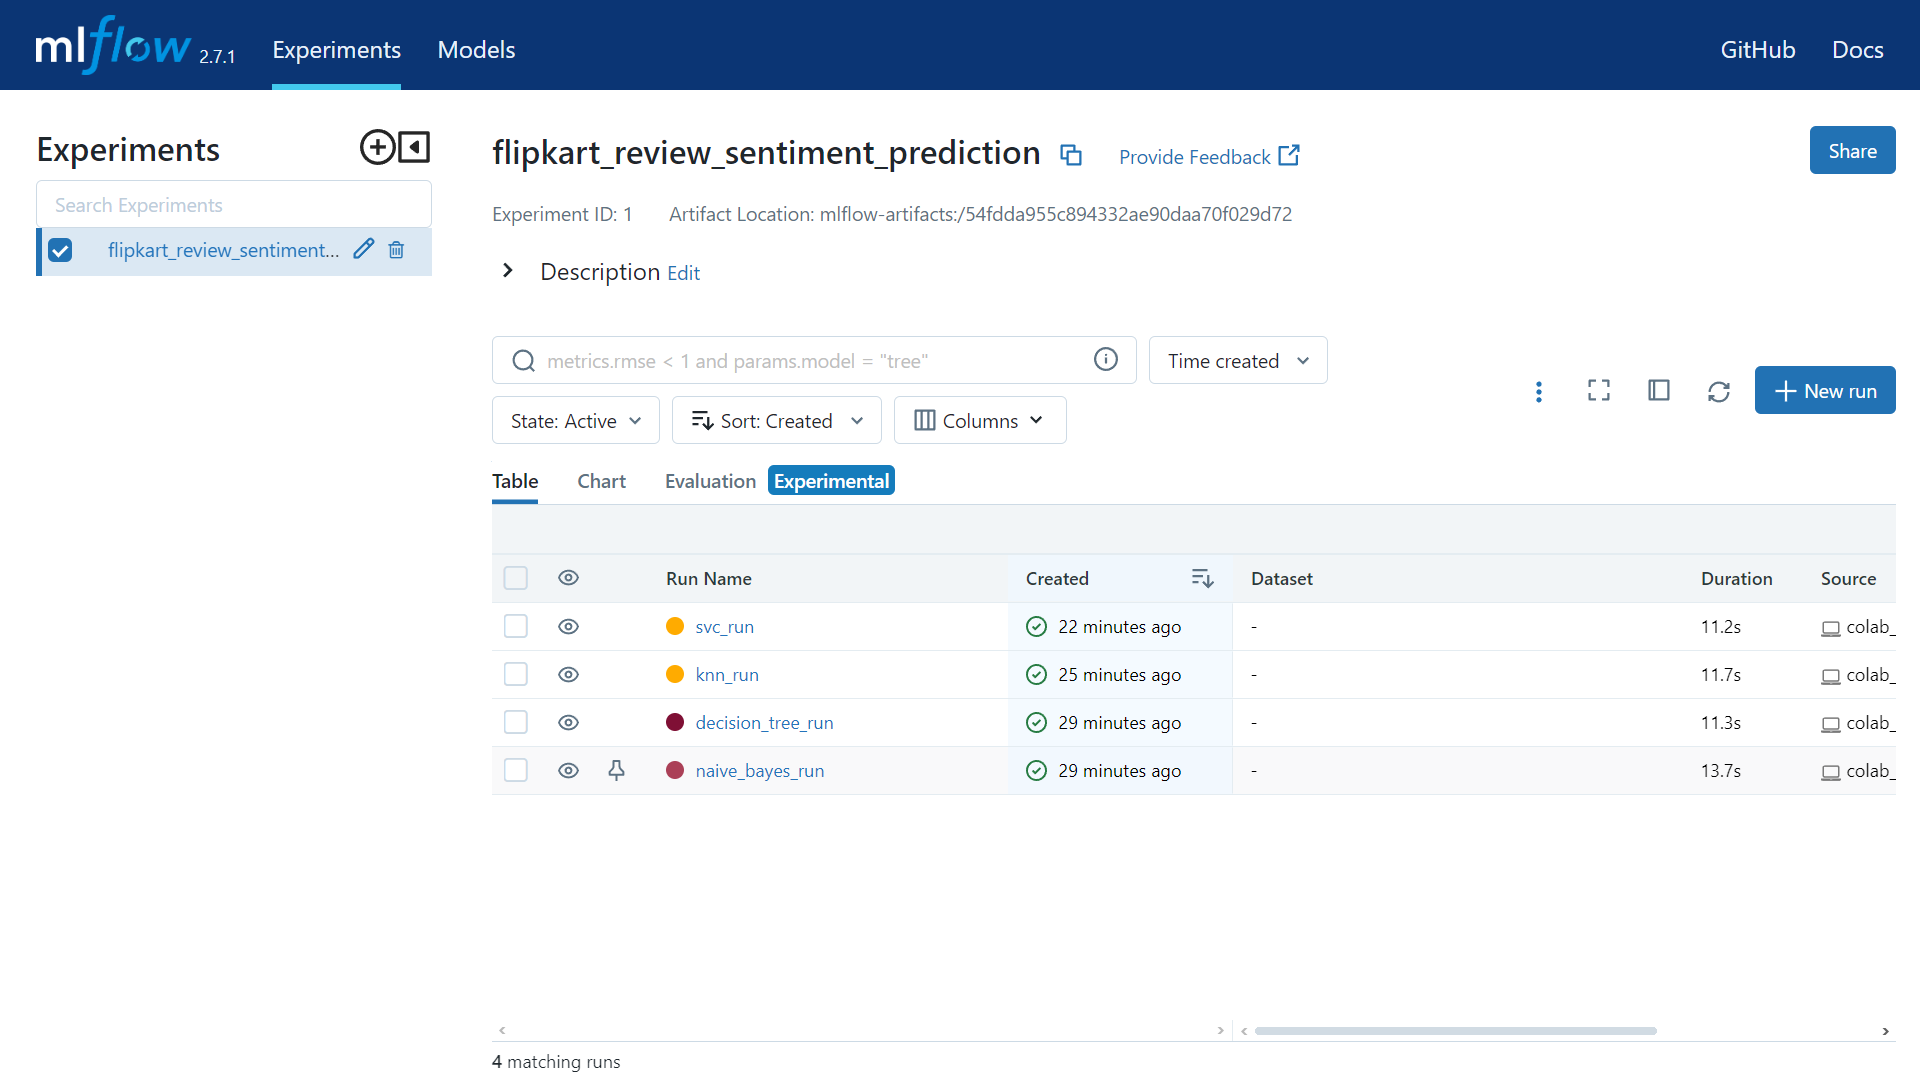 mlflow 2.7.1 Experiments Models GitHub Docs
Experiments
Search Experiments
flipkart_review_sentiment...
flipkart_review_sentiment_prediction Provide Feedback Share
Experiment ID: 1 Artifact Location: mlflow-artifacts:/54fdda955c894332ae90daa70f029d72
Description Edit
metrics.rmse < 1 and params.model = "tree" Time created
State: Active Sort: Created Columns
New run
Table Chart Evaluation Experimental
Run Name Created Dataset Duration Source
svc_run 22 minutes ago - 11.2s colab_
knn_run 25 minutes ago - 11.7s colab_
decision_tree_run 29 minutes ago - 11.3s colab_
naive_bayes_run 29 minutes ago - 13.7s colab_
4 matching runs